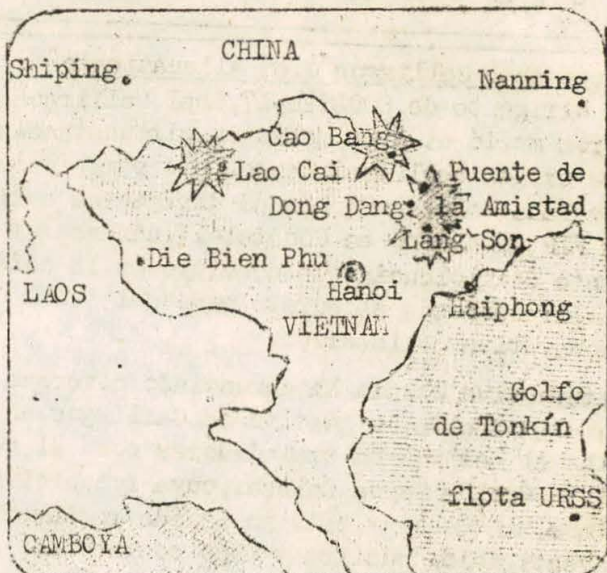 CHINA
Shiping
Nanning
Cao Bang
Lao Cai
Puente de
Dong Dang
la Amistad
Lang Son
Die Bien Phu
Hanoi
LAOS
Haiphong
VIETNAM
Golfo
de Tonkín
flota URSS
CAMBOYA